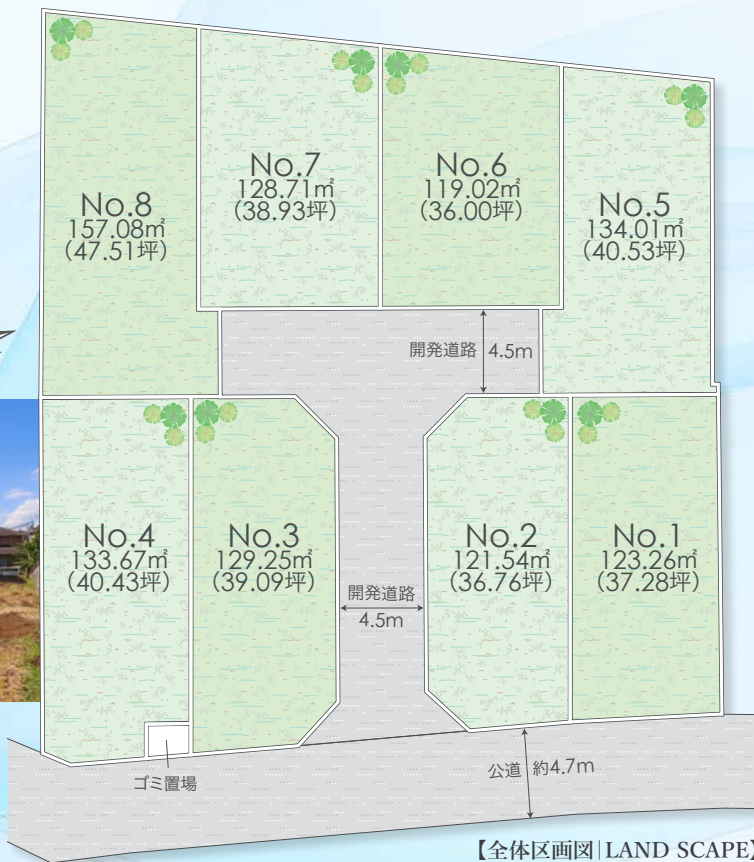 No.8
157.08㎡
(47.51坪)
No.7
128.71㎡
(38.93坪)
No.6
119.02㎡
(36.00坪)
No.5
134.01㎡
(40.53坪)
開発道路 4.5m
No.4
133.67㎡
(40.43坪)
No.3
129.25㎡
(39.09坪)
開発道路
4.5m
No.2
121.54㎡
(36.76坪)
No.1
123.26㎡
(37.28坪)
ゴミ置場
公道 約4.7m
【全体区画図|LAND SCAPE】